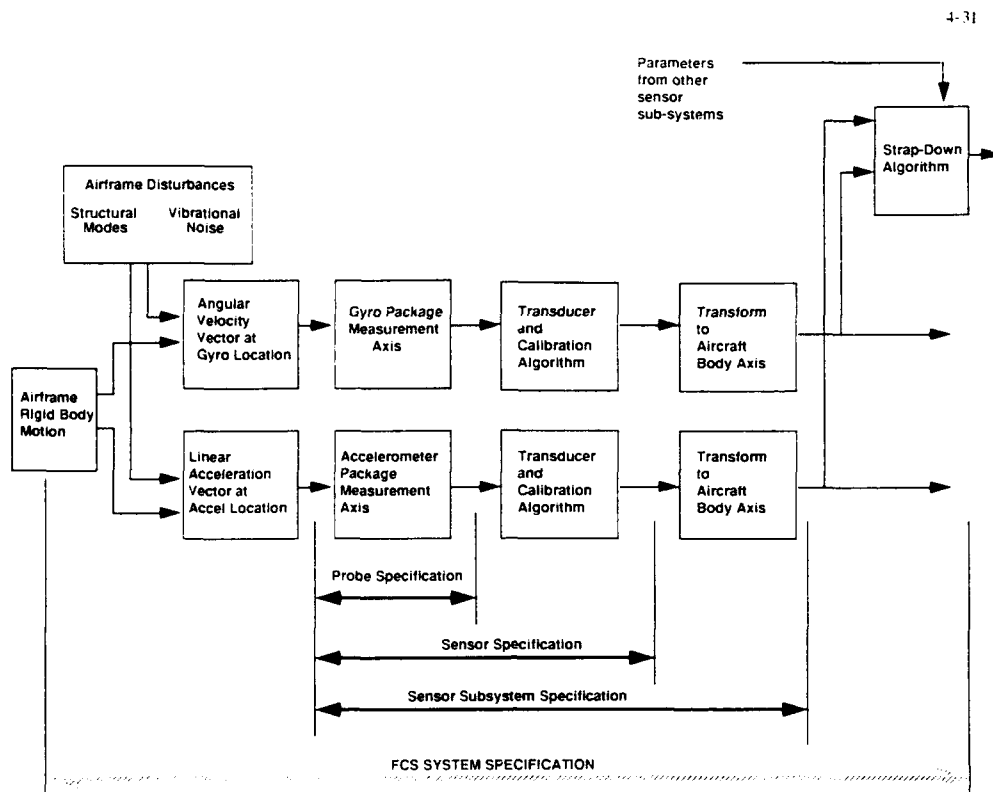 4-31
Parameters
from other
sensor
sub-systems
Strap-Down
Algorithm
Airframe Disturbances
Structural Modes
Vibrational Noise
Angular
Velocity
Vector at
Gyro Location
Gyro Package
Measurement
Axis
Transducer
and
Calibration
Algorithm
Transform
to
Aircraft
Body Axis
Airframe
Rigid Body
Motion
Linear
Acceleration
Vector at
Accel Location
Accelerometer
Package
Measurement
Axis
Transducer
and
Calibration
Algorithm
Transform
to
Aircraft
Body Axis
Probe Specification
Sensor Specification
Sensor Subsystem Specification
FCS SYSTEM SPECIFICATION